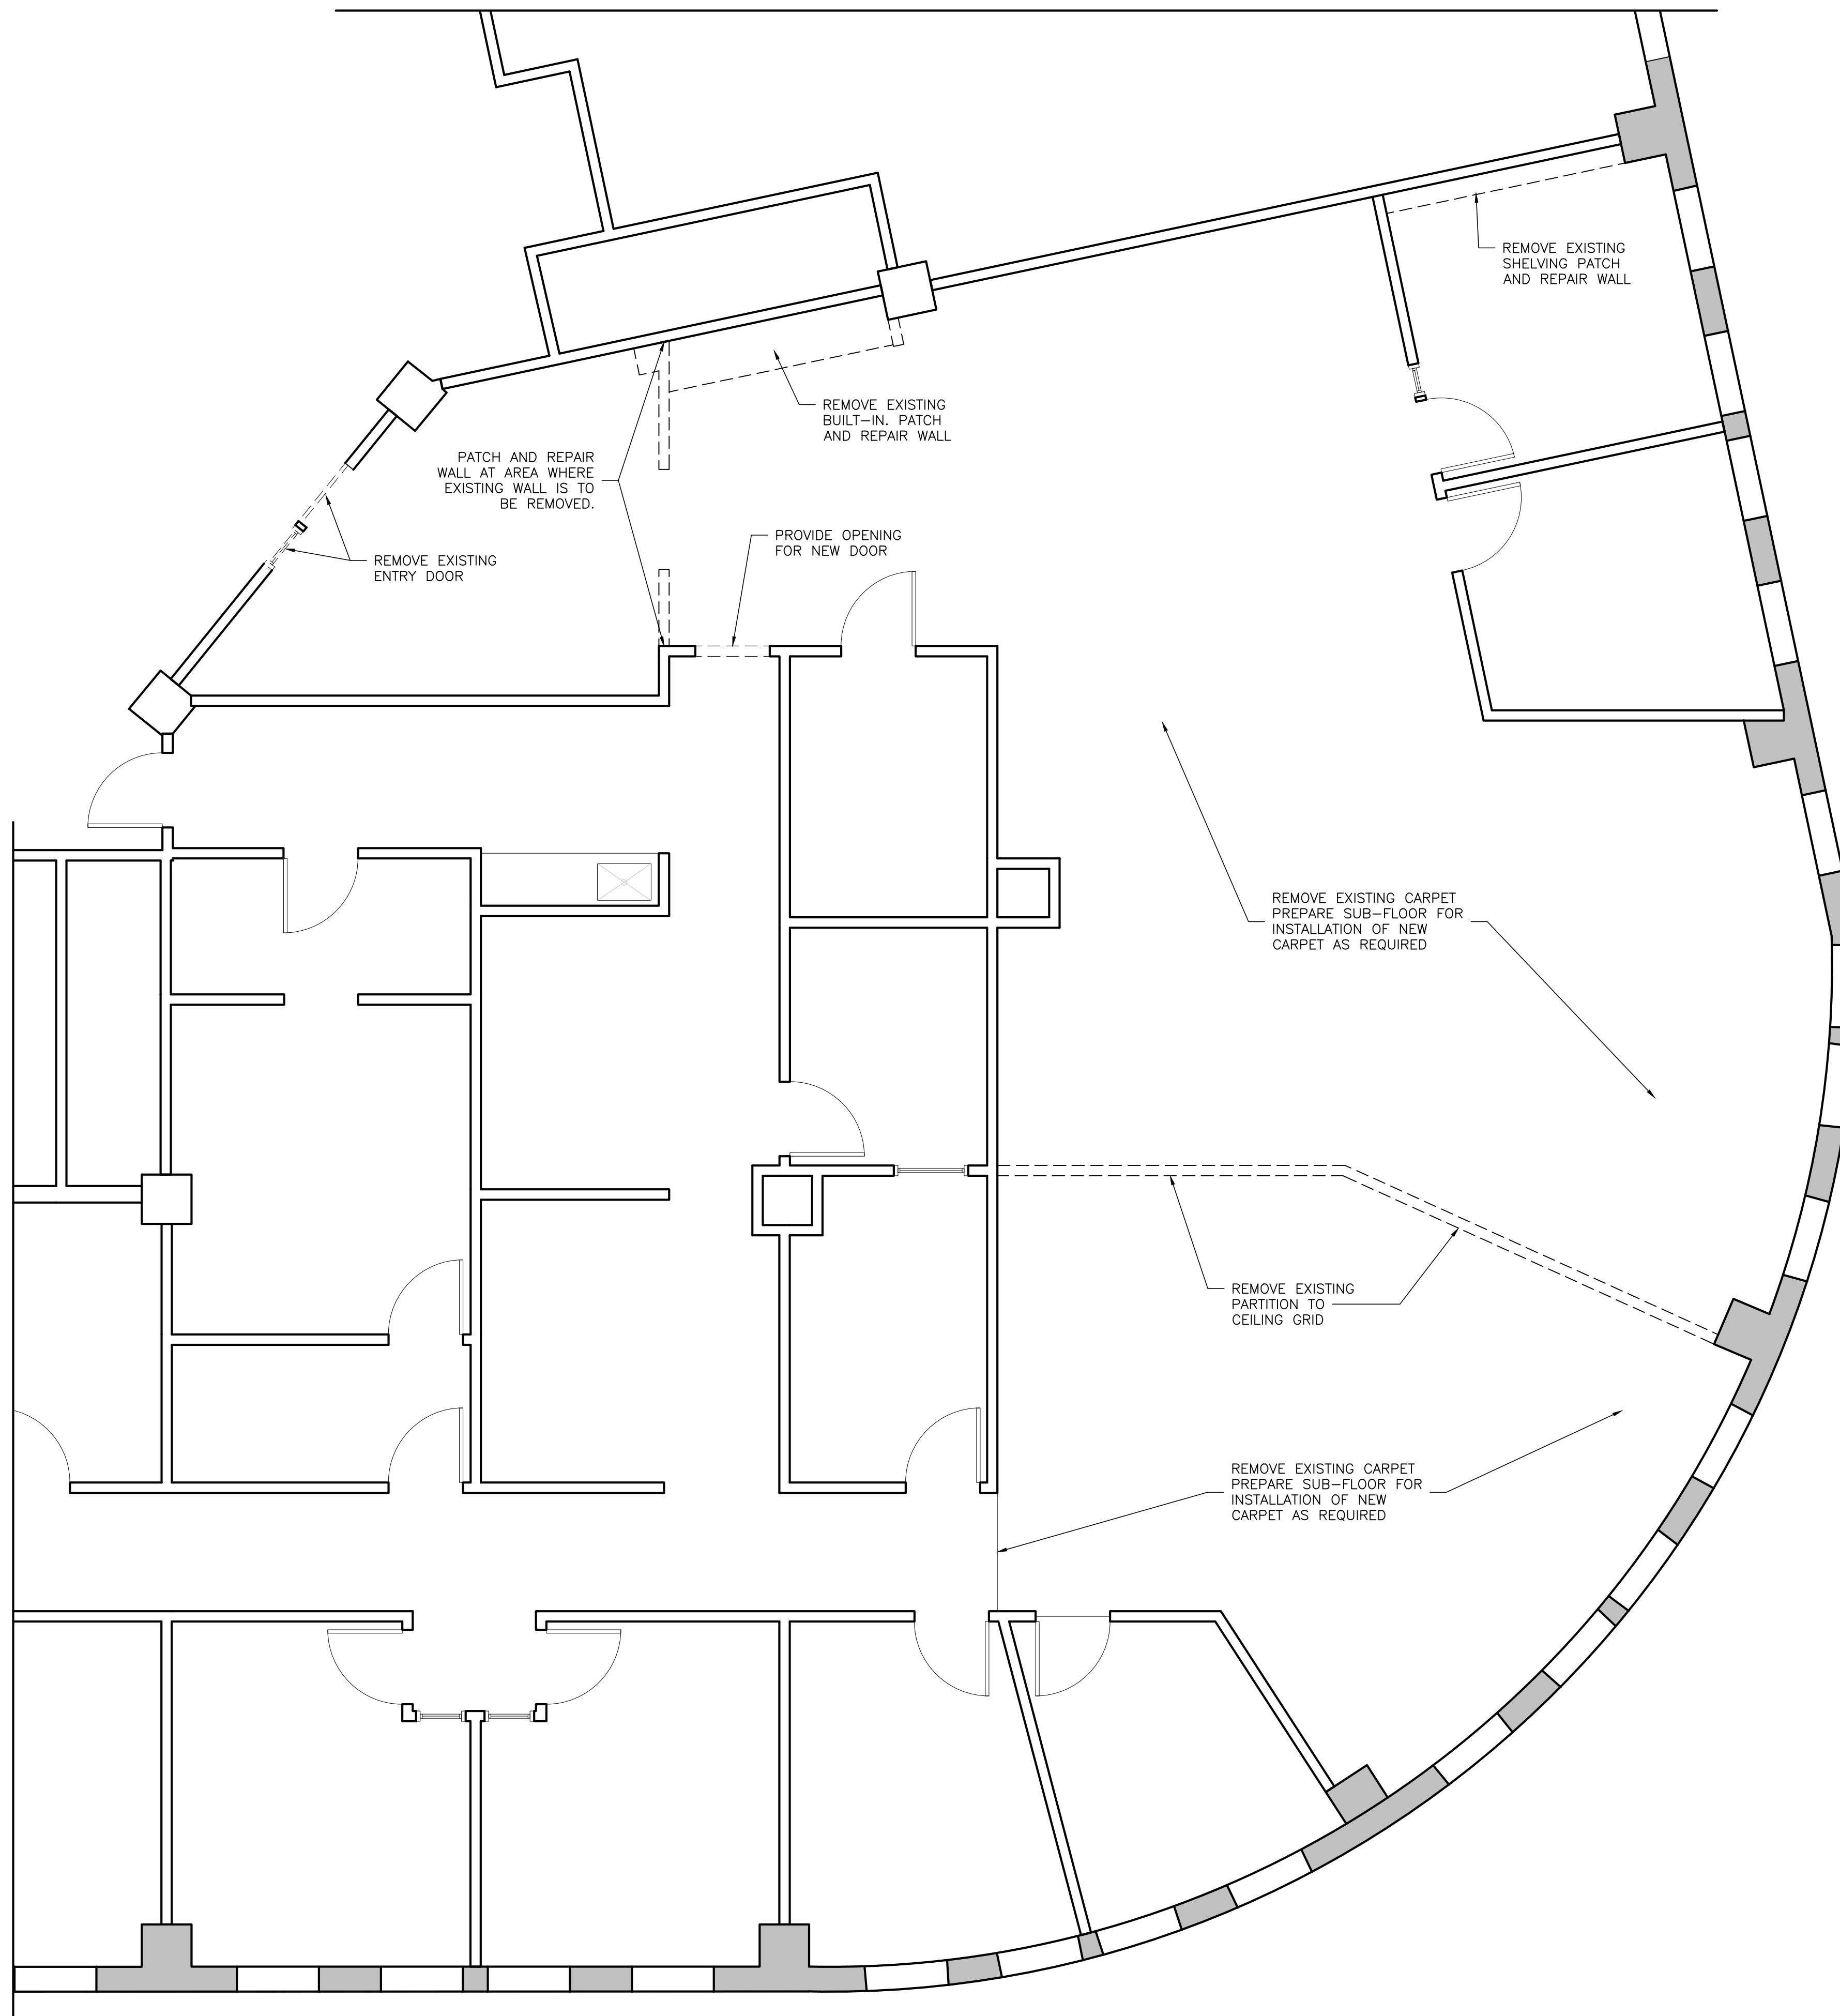 REMOVE EXISTING
SHELVING PATCH
AND REPAIR WALL
REMOVE EXISTING
BUILT-IN. PATCH
AND REPAIR WALL
PATCH AND REPAIR
WALL AT AREA WHERE
EXISTING WALL IS TO
BE REMOVED.
PROVIDE OPENING
FOR NEW DOOR
REMOVE EXISTING
ENTRY DOOR
REMOVE EXISTING CARPET
PREPARE SUB-FLOOR FOR
INSTALLATION OF NEW
CARPET AS REQUIRED
REMOVE EXISTING
PARTITION TO
CEILING GRID
REMOVE EXISTING CARPET
PREPARE SUB-FLOOR FOR
INSTALLATION OF NEW
CARPET AS REQUIRED